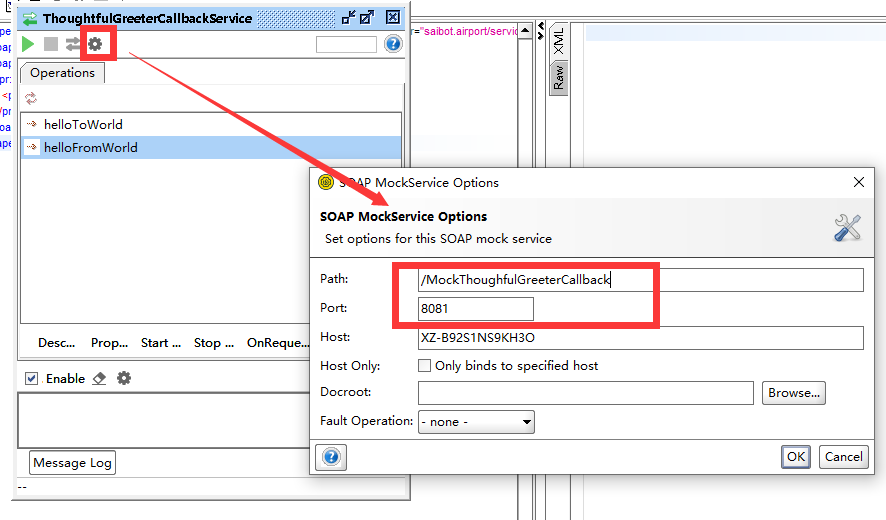 ThoughtfulGreeterCallbackService
="saibot.airport/servic
XML
Raw
Operations
helloToWorld
helloFromWorld
SOAP MockService Options
SOAP MockService Options
Set options for this SOAP mock service
Path:
/MockThoughfulGreeterCallback
Port:
8081
Host:
XZ-B92S1NS9KH3O
Host Only:
Only binds to specified host
Docroot:
Browse...
Fault Operation:
- none -
OK
Cancel
Desc...
Prop...
Start ...
Stop ...
OnReque...
Enable
Message Log
--